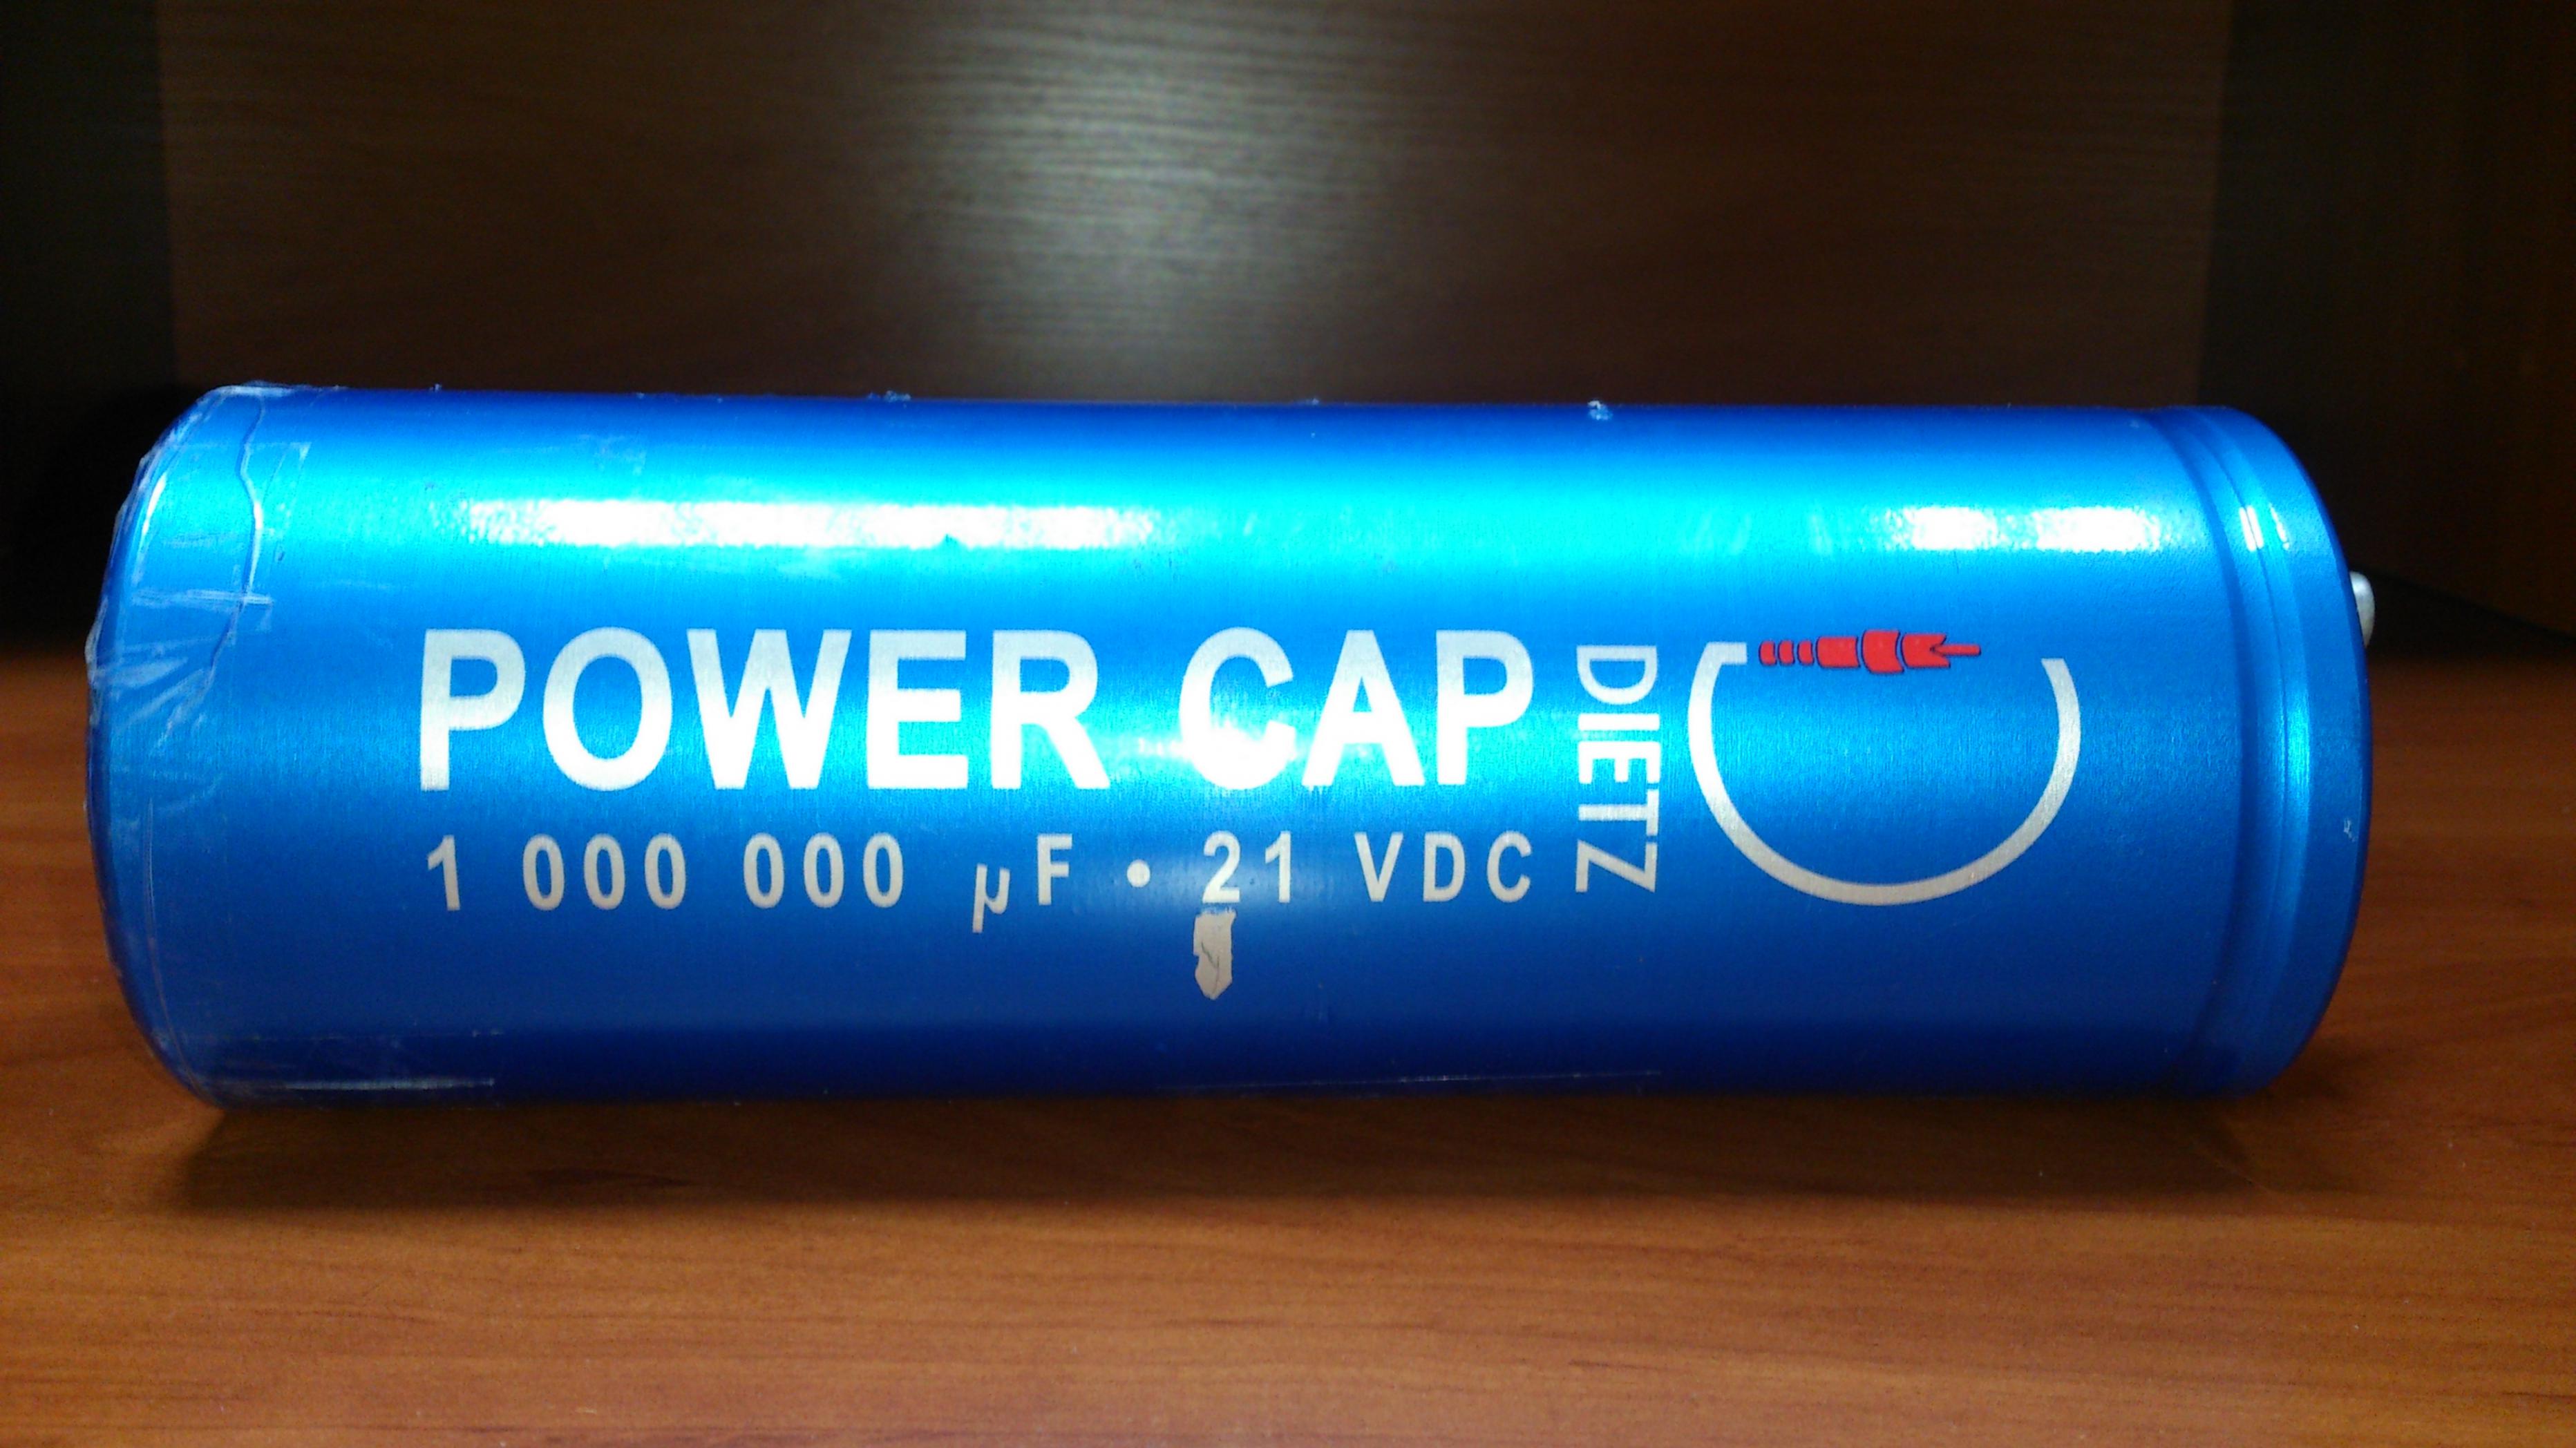 POWER CAP
1 000 000 µF • 21 VDC
DIETZ